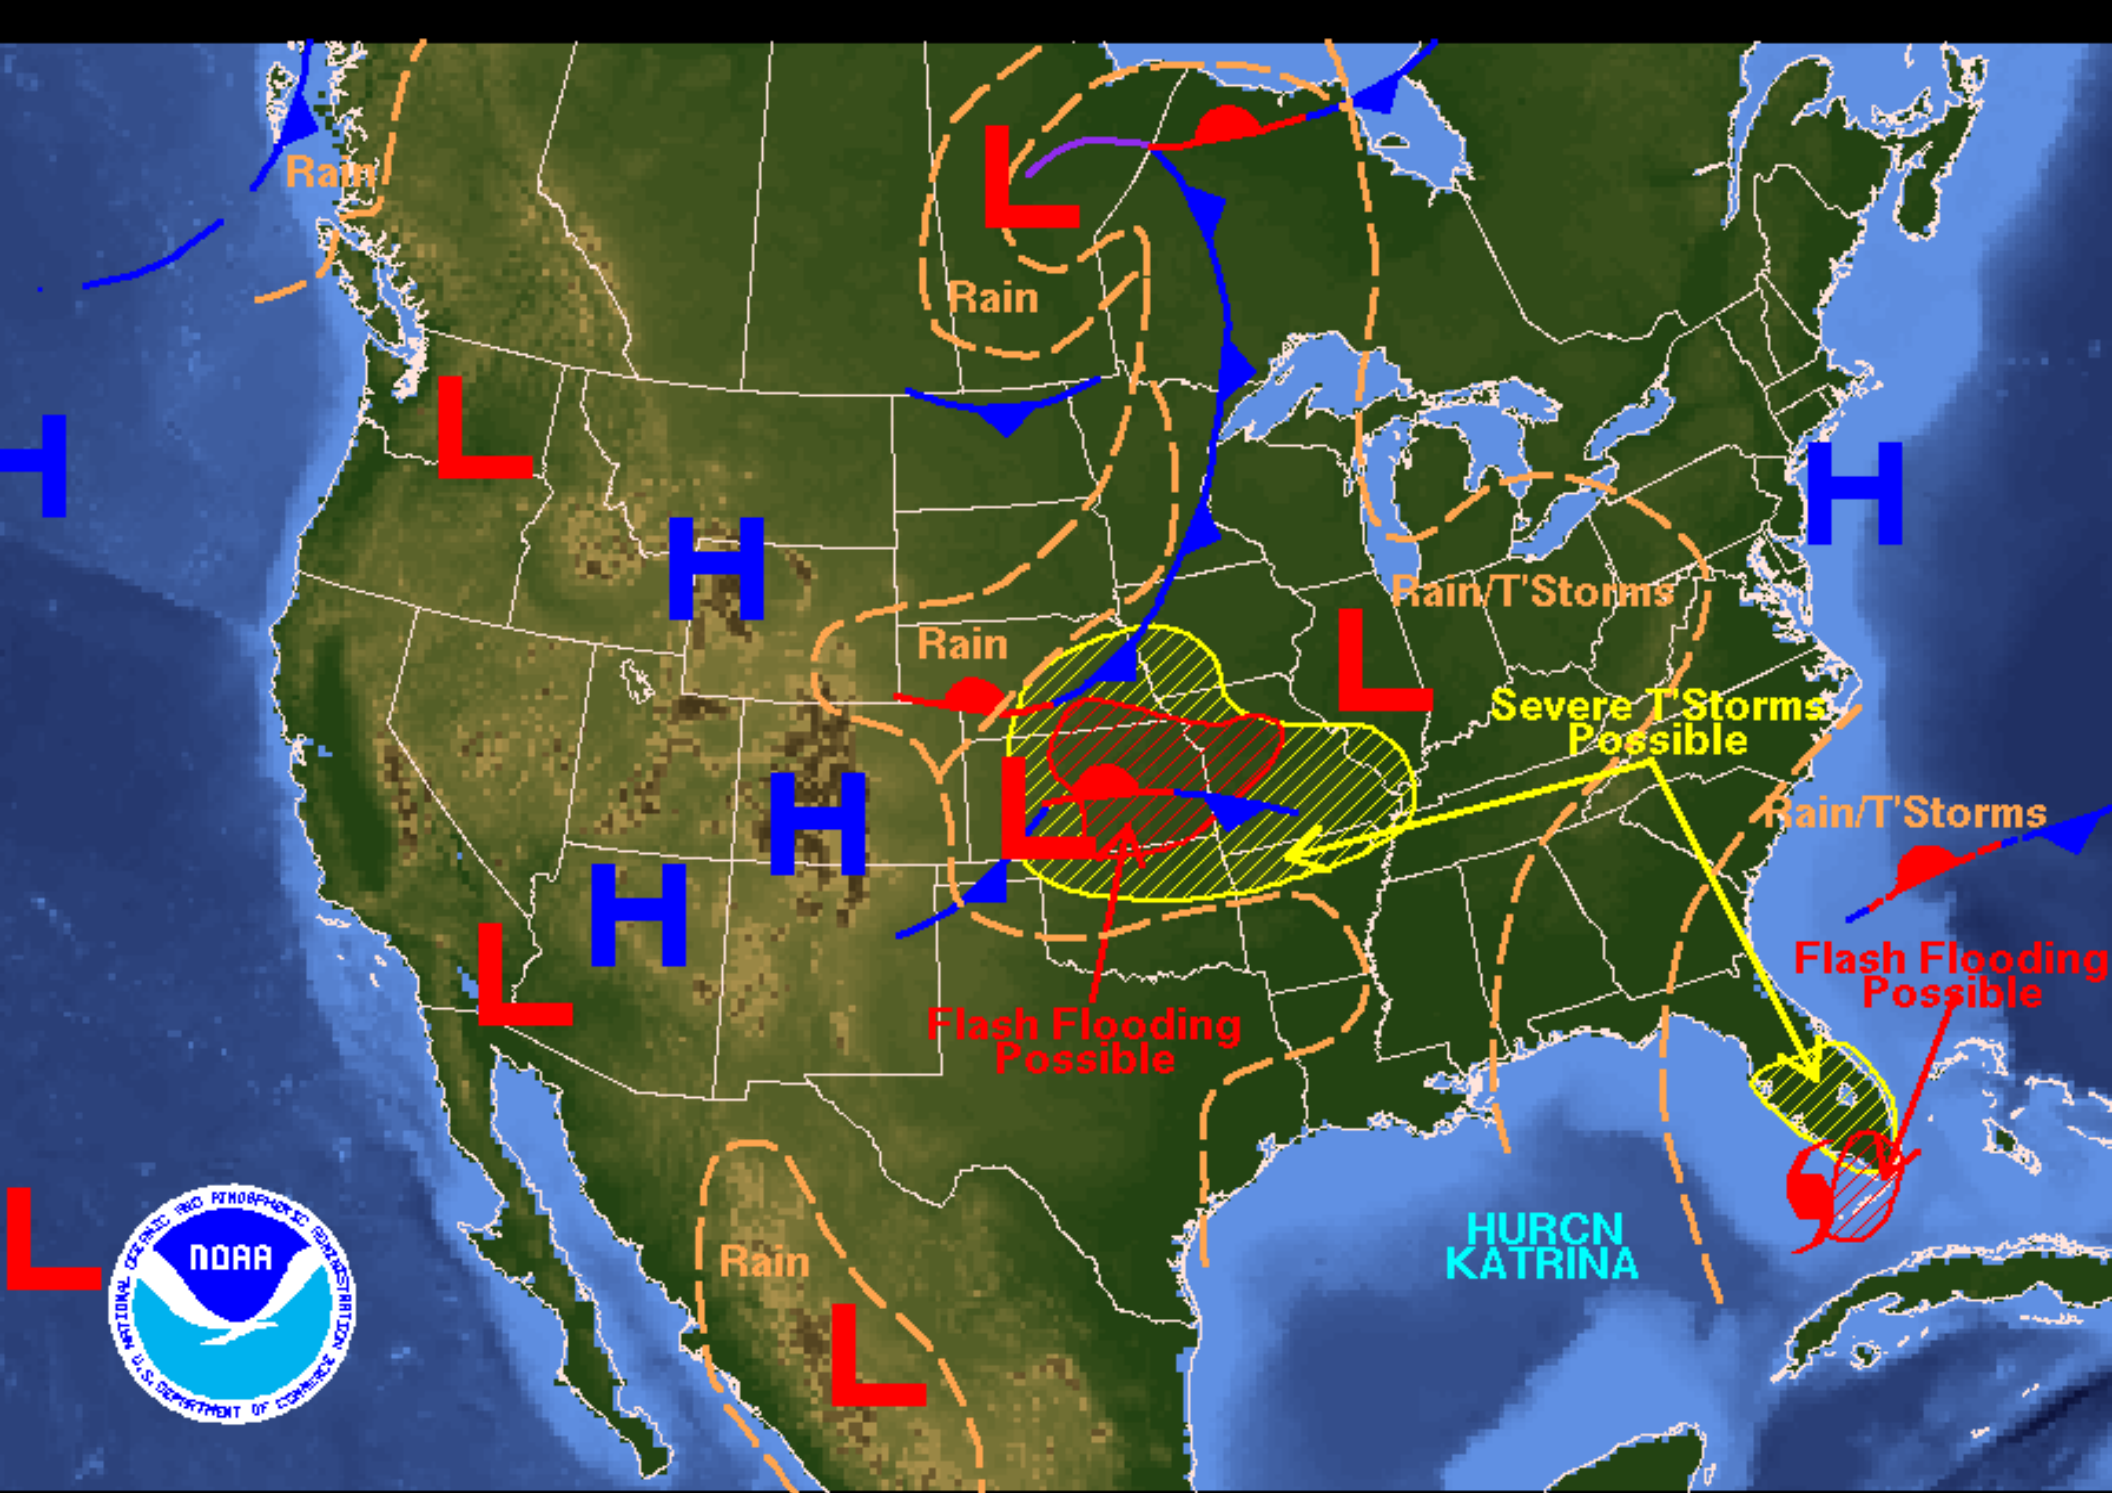 Rain
L
Rain
L
H
H
H
Rain/T'Storms
Rain
L
Severe T'Storms
Possible
H
L
Rain/T'Storms
H
L
Flash Flooding
Possible
Flash Flooding
Possible
L
HURCN
KATRINA
Rain
L
L
NOAA
NATIONAL OCEANIC AND ATMOSPHERIC ADMINISTRATION
U.S. DEPARTMENT OF COMMERCE